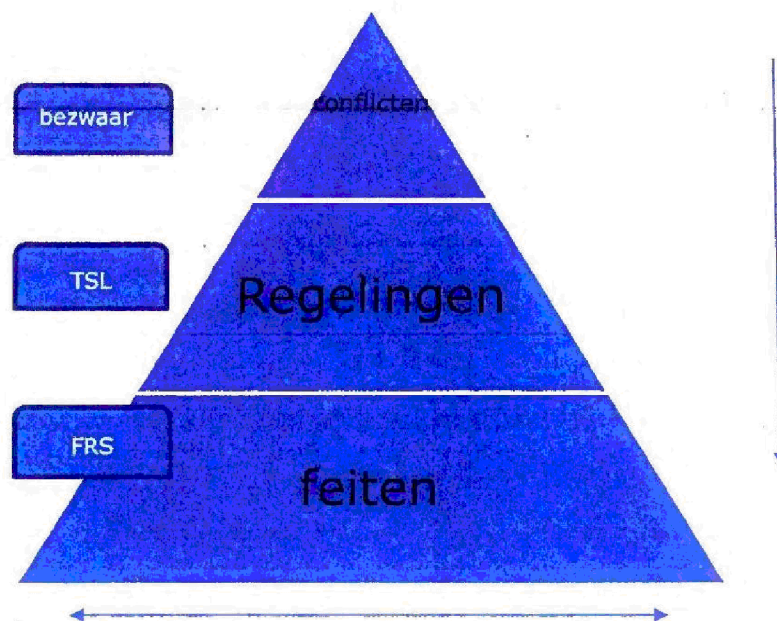 bezwaar
conflicten
TSL
Regelingen
FRS
feiten